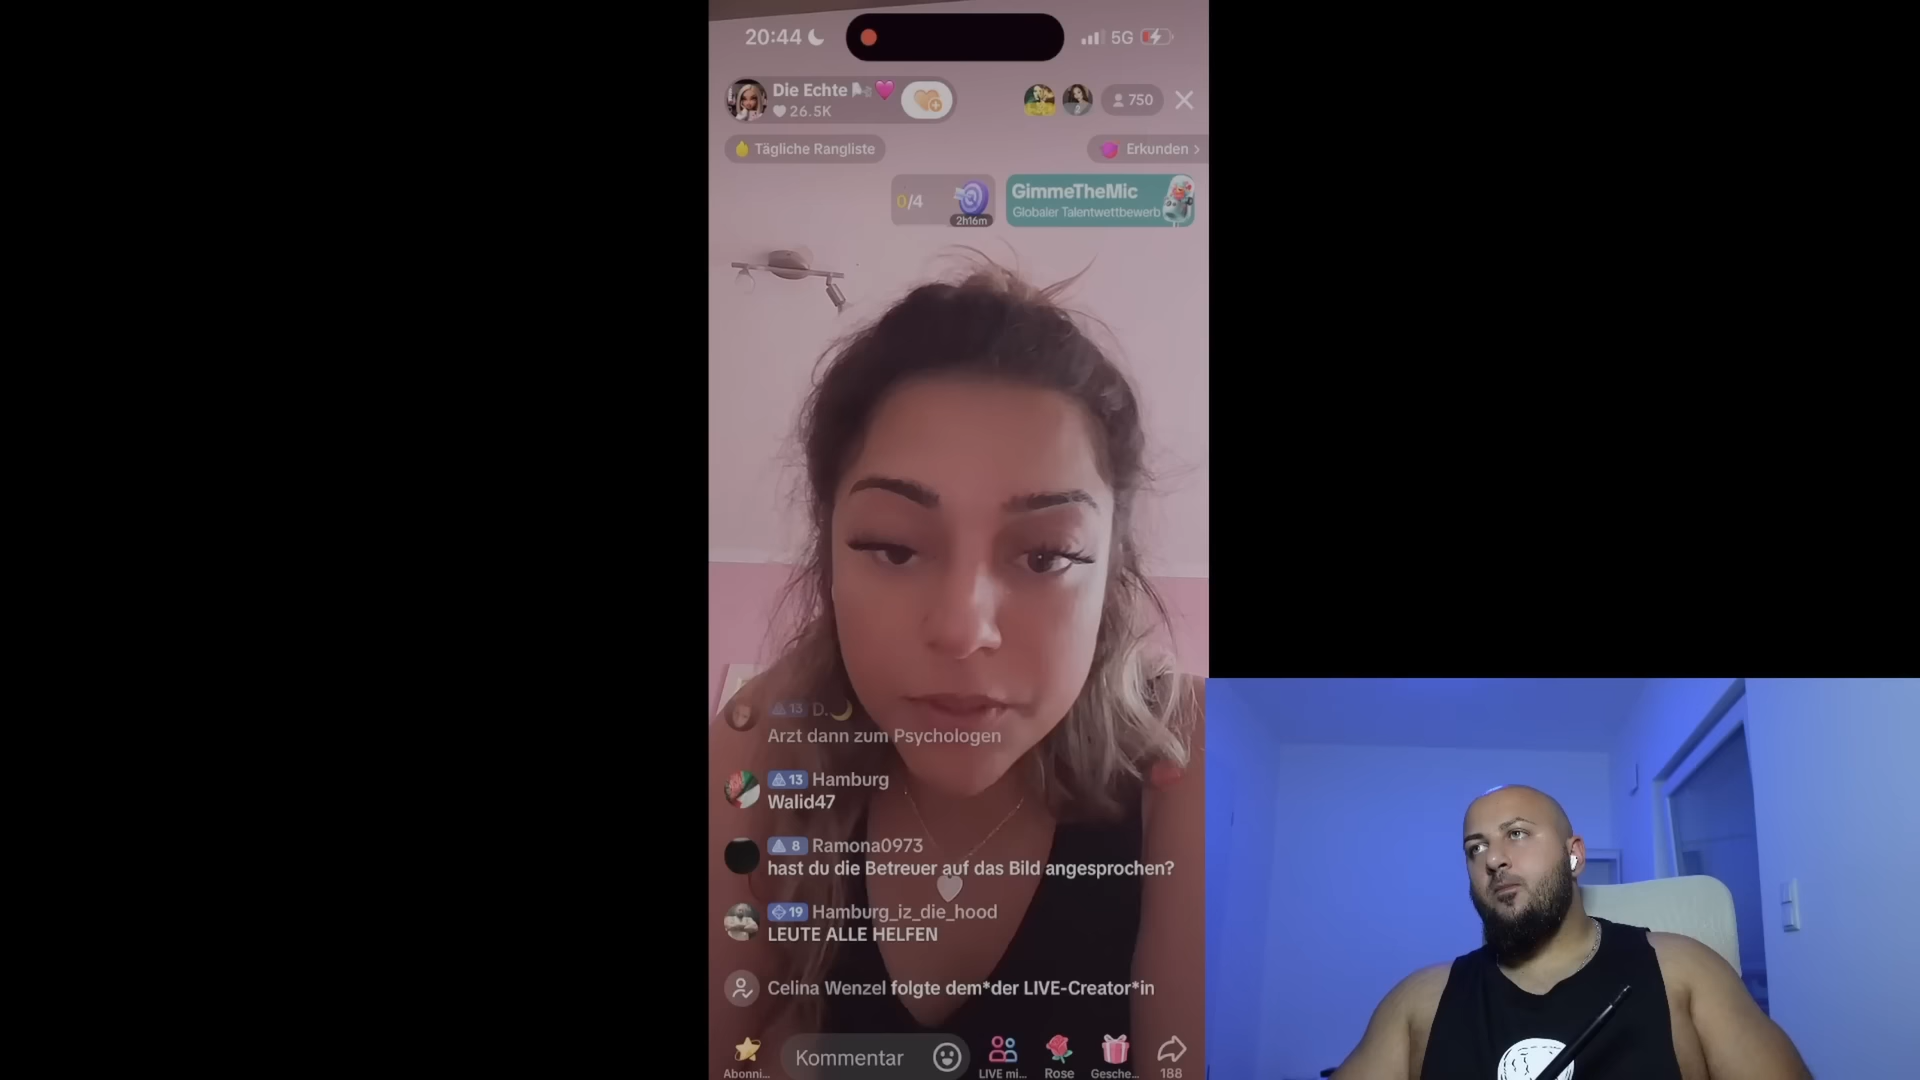 20:44
5G
Die Echte
26.5K
750
Tägliche Rangliste
Erkunden >
0/4
2h16m
GimmeTheMic
Globaler Talentwettbewerb
13 D.
Arzt dann zum Psychologen
13 Hamburg
Walid47
8 Ramona0973
hast du die Betreuer auf das Bild angesprochen?
19 Hamburg_iz_die_hood
LEUTE ALLE HELFEN
Celina Wenzel folgte dem*der LIVE-Creator*in
Kommentar
Abonni...
LIVE mi...
Rose
Gesche...
188